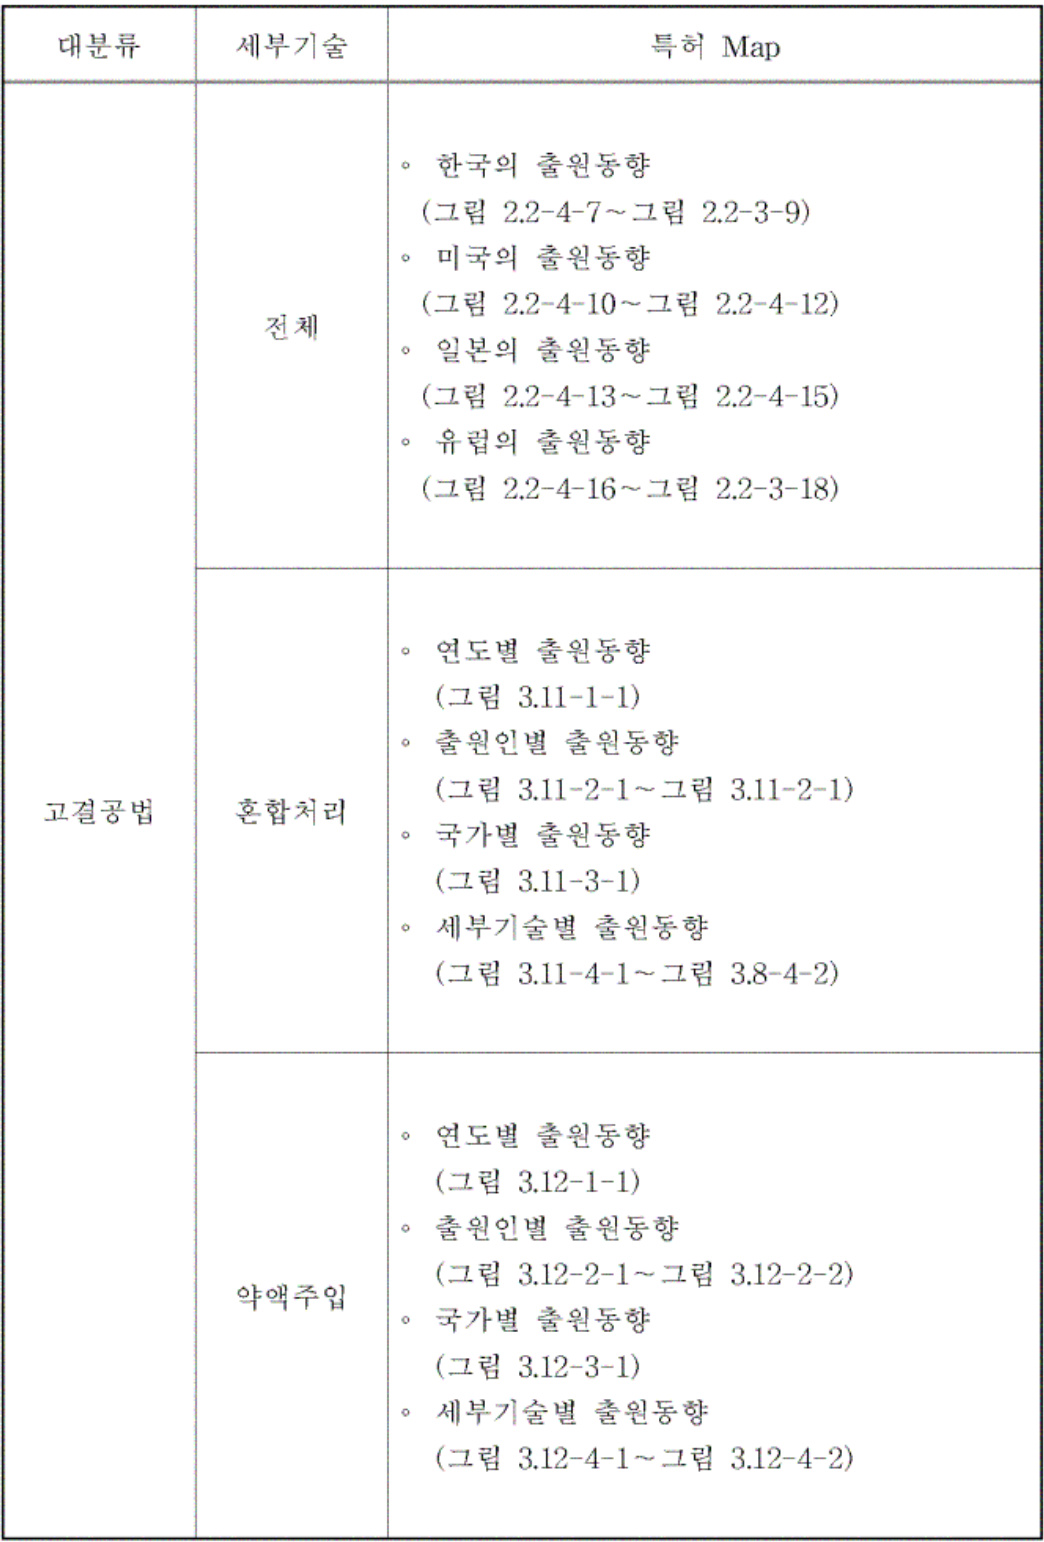 대분류 세부기술 특허 Map
◦ 한국의 출원동향
(그림 2.2-4-7~그림 2.2-3-9)
◦ 미국의 출원동향
(그림 2.2-4-10~그림 2.2-4-12)
전체
◦ 일본의 출원동향
(그림 2.2-4-13~그림 2.2-4-15)
◦ 유럽의 출원동향
(그림 2.2-4-16~그림 2.2-3-18)
◦ 연도별 출원동향
(그림 3.11-1-1)
◦ 출원인별 출원동향
(그림 3.11-2-1~그림 3.11-2-1)
고결공법 혼합처리
◦ 국가별 출원동향
(그림 3.11-3-1)
◦ 세부기술별 출원동향
(그림 3.11-4-1~그림 3.8-4-2)
◦ 연도별 출원동향
(그림 3.12-1-1)
◦ 출원인별 출원동향
(그림 3.12-2-1~그림 3.12-2-2)
약액주입
◦ 국가별 출원동향
(그림 3.12-3-1)
◦ 세부기술별 출원동향
(그림 3.12-4-1~그림 3.12-4-2)